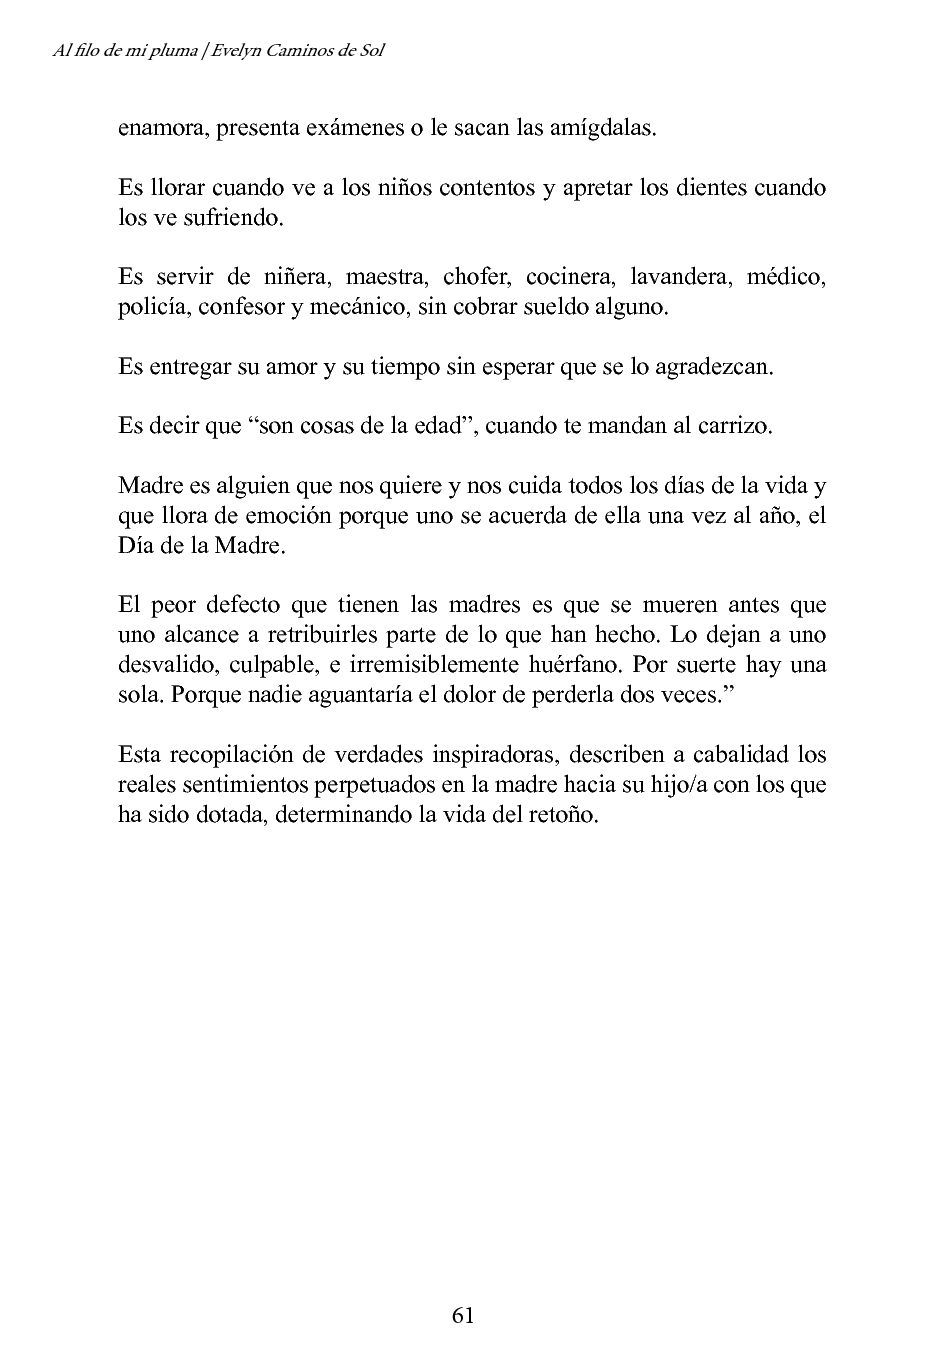 Al filo de mi pluma | Evelyn Caminos de Sol
enamora, presenta exámenes o le sacan las amígdalas.
Es llorar cuando ve a los niños contentos y apretar los dientes cuando
los ve sufriendo.
Es servir de niñera, maestra, chofer, cocinera, lavandera, médico,
policía, confesor y mecánico, sin cobrar sueldo alguno.
Es entregar su amor y su tiempo sin esperar que se lo agradezcan.
Es decir que “son cosas de la edad”, cuando te mandan al carrizo.
Madre es alguien que nos quiere y nos cuida todos los días de la vida y
que llora de emoción porque uno se acuerda de ella una vez al año, el
Día de la Madre.
El peor defecto que tienen las madres es que se mueren antes que
uno alcance a retribuirles parte de lo que han hecho. Lo dejan a uno
desvalido, culpable, e irremisiblemente huérfano. Por suerte hay una
sola. Porque nadie aguantaría el dolor de perderla dos veces.”
Esta recopilación de verdades inspiradoras, describen a cabalidad los
reales sentimientos perpetuados en la madre hacia su hijo/a con los que
ha sido dotada, determinando la vida del retoño.
61